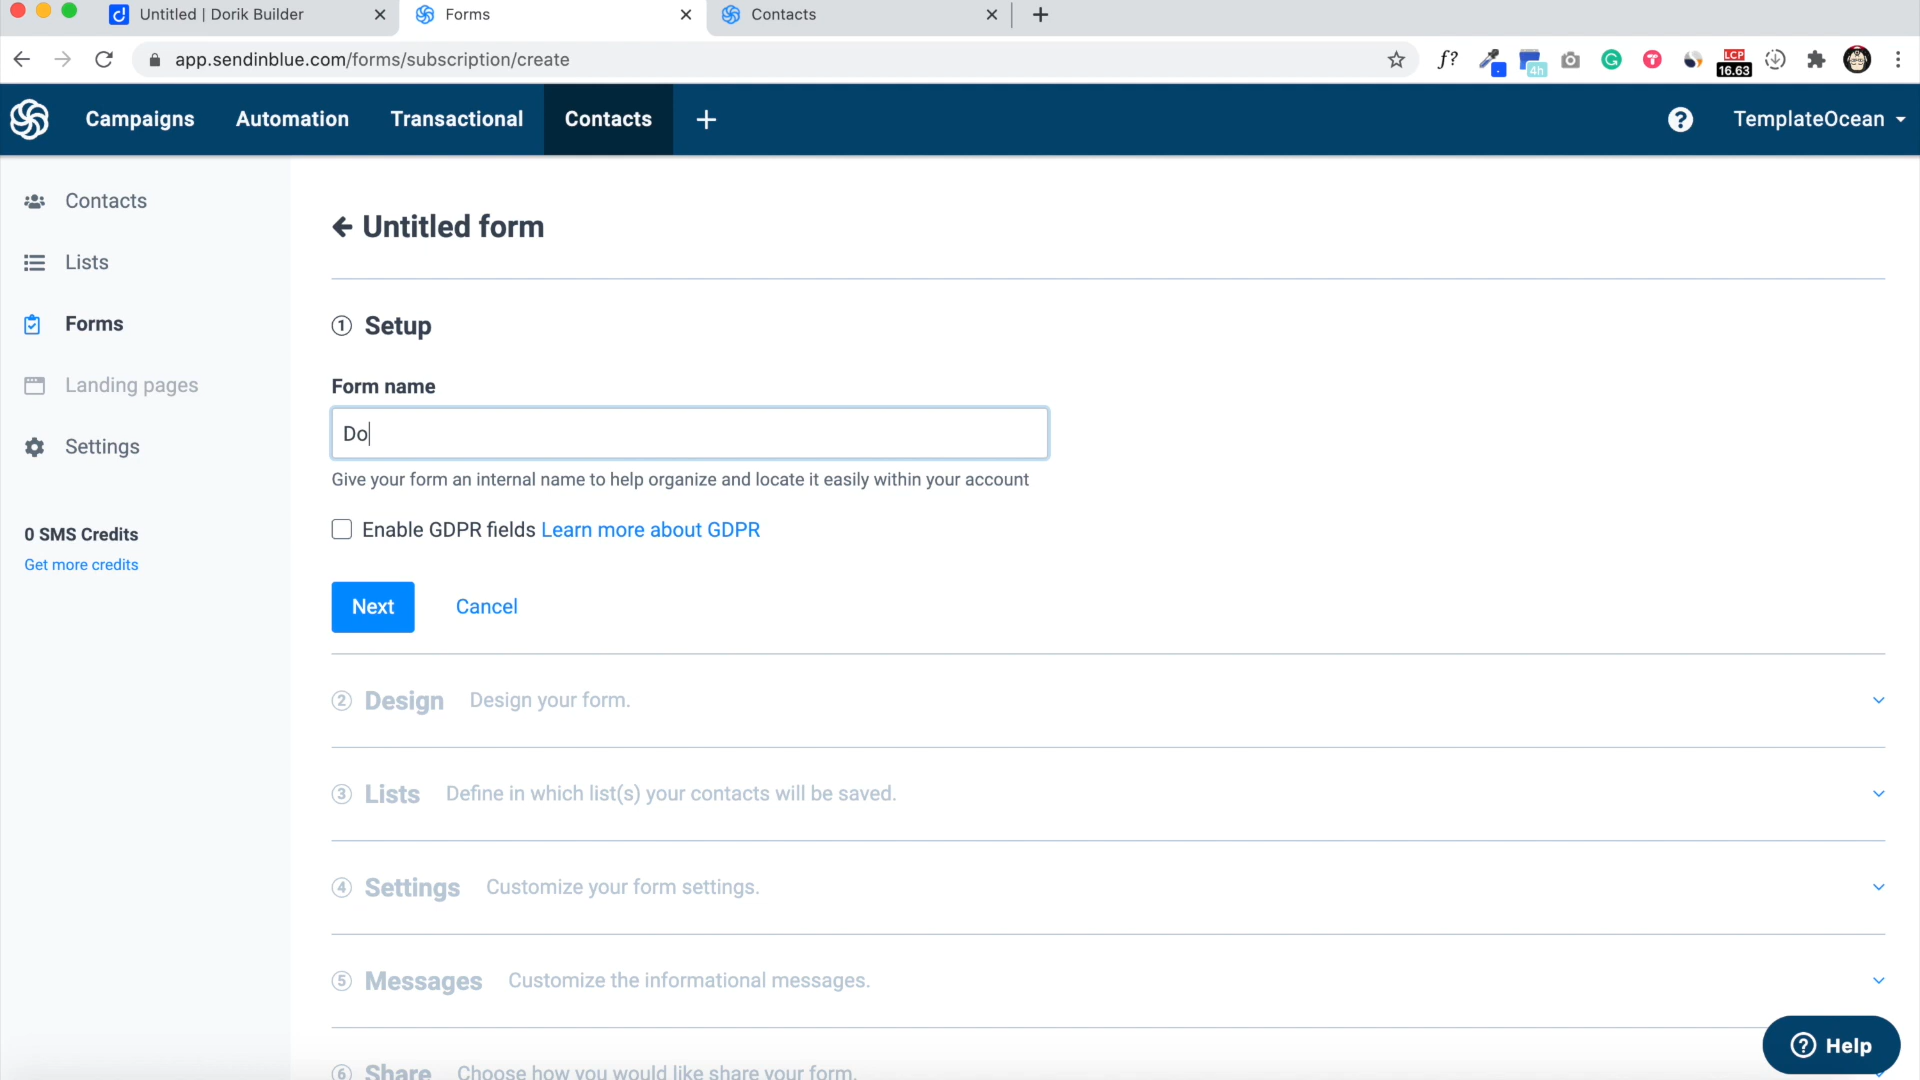 Untitled | Dorik Builder
Forms
Contacts
app.sendinblue.com/forms/subscription/create
f?
4h
LCP
16.63
Campaigns
Automation
Transactional
Contacts
TemplateOcean
Contacts
Lists
Forms
Landing pages
Settings
0 SMS Credits
Get more credits
Untitled form
1 Setup
Form name
Do
Give your form an internal name to help organize and locate it easily within your account
Enable GDPR fields Learn more about GDPR
Next
Cancel
2 Design Design your form.
3 Lists Define in which list(s) your contacts will be saved.
4 Settings Customize your form settings.
5 Messages Customize the informational messages.
6 Share Choose how you would like share your form.
? Help